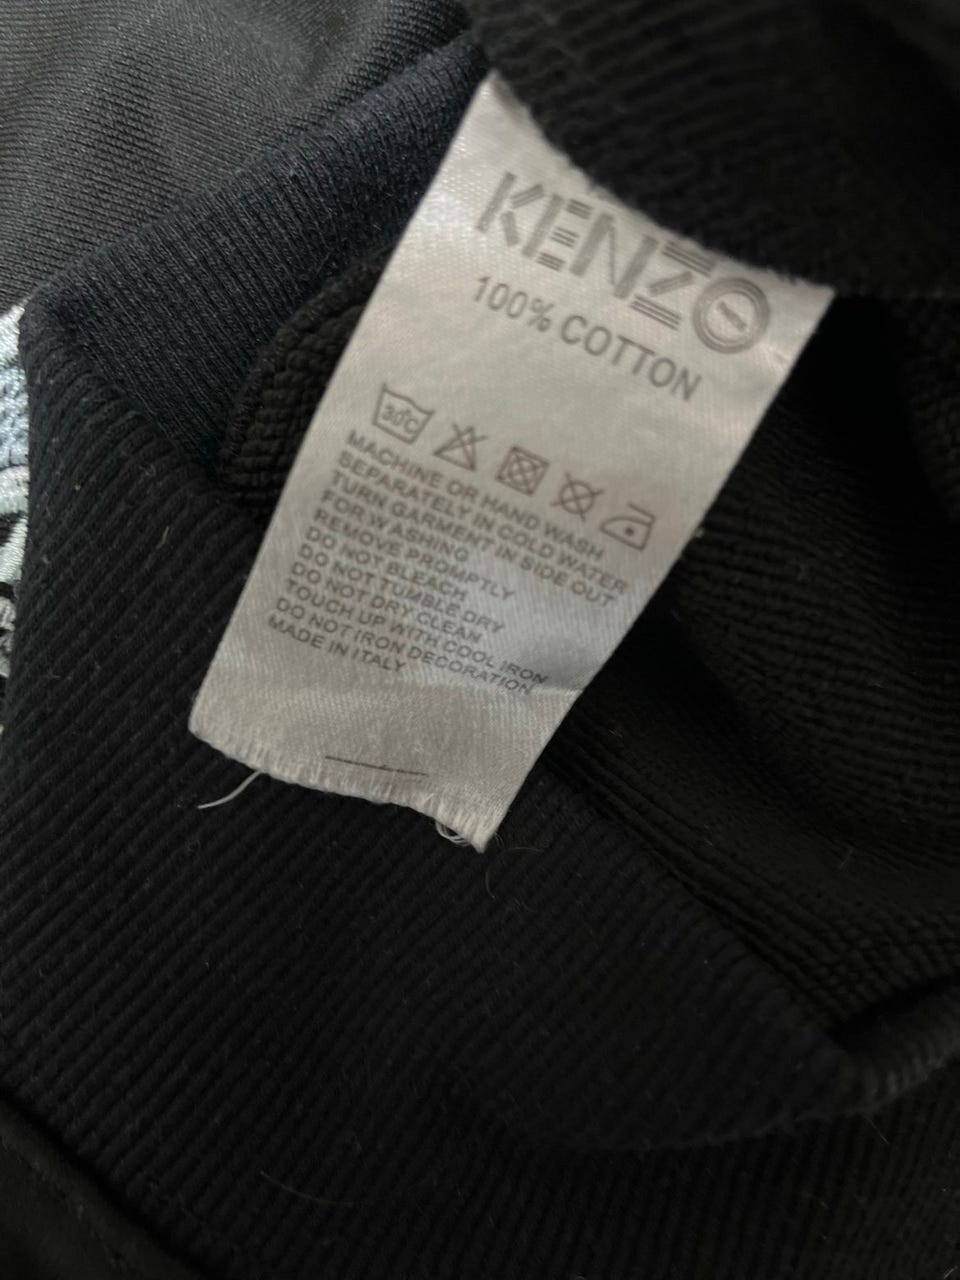 KENZO
100% COTTON
30°C
MACHINE OR HAND WASH
SEPARATELY IN COLD WATER
TURN GARMENT IN SIDE OUT
FOR WASHING
REMOVE PROMPTLY
DO NOT BLEACH
DO NOT TUMBLE DRY
DO NOT DRY CLEAN
TOUCH UP WITH COOL IRON
DO NOT IRON DECORATION
MADE IN ITALY